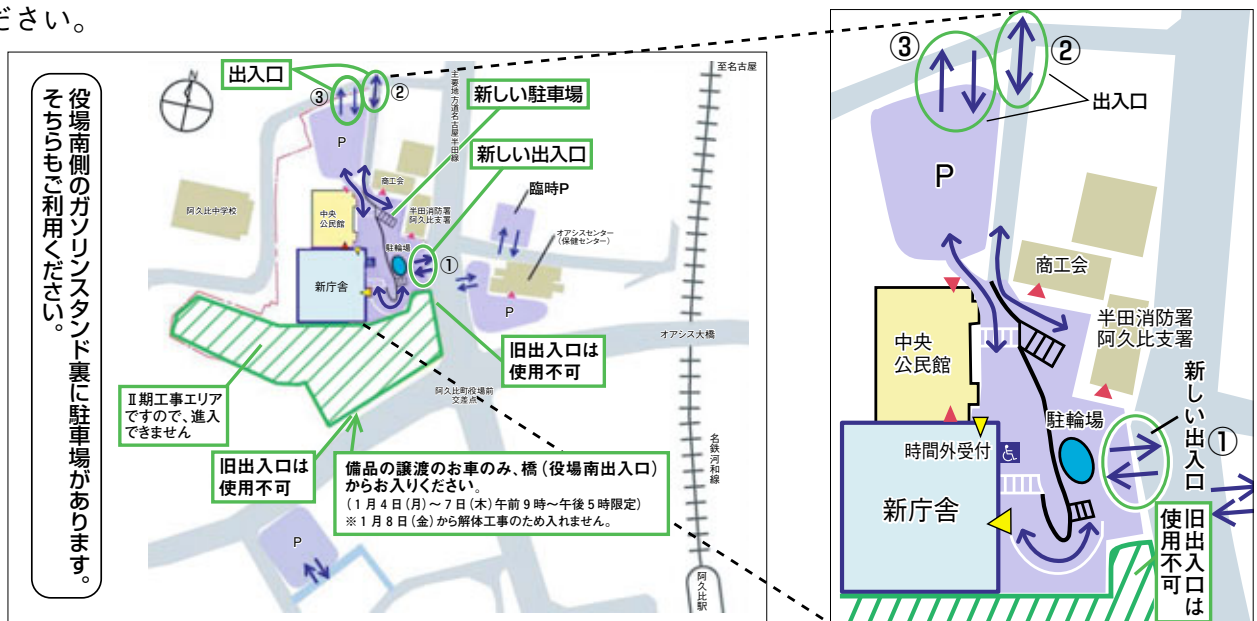 ださい。
役場南側のガソリンスタンド裏に駐車場があります。
そちらもご利用ください。
N
出入口
③
②
主要地方道名古屋半田線
至名古屋
新しい駐車場
P
新しい出入口
商工会
臨時P
阿久比中学校
中央
公民館
半田消防署
阿久比支署
オアシスセンター
(保健センター)
駐輪場
①
新庁舎
P
オアシス大橋
旧出入口は
使用不可
Ⅱ期工事エリア
ですので、進入
できません
阿久比町役場前
交差点
名鉄河和線
旧出入口は
使用不可
備品の譲渡のお車のみ、橋(役場南出入口)
からお入りください。
(1月4日(月)～7日(木)午前9時～午後5時限定)
※1月8日(金)から解体工事のため入れません。
P
阿久比駅
③
②
出入口
P
商工会
半田消防署
阿久比支署
中央
公民館
新しい出入口
①
駐輪場
時間外受付
新庁舎
旧出入口は
使用不可